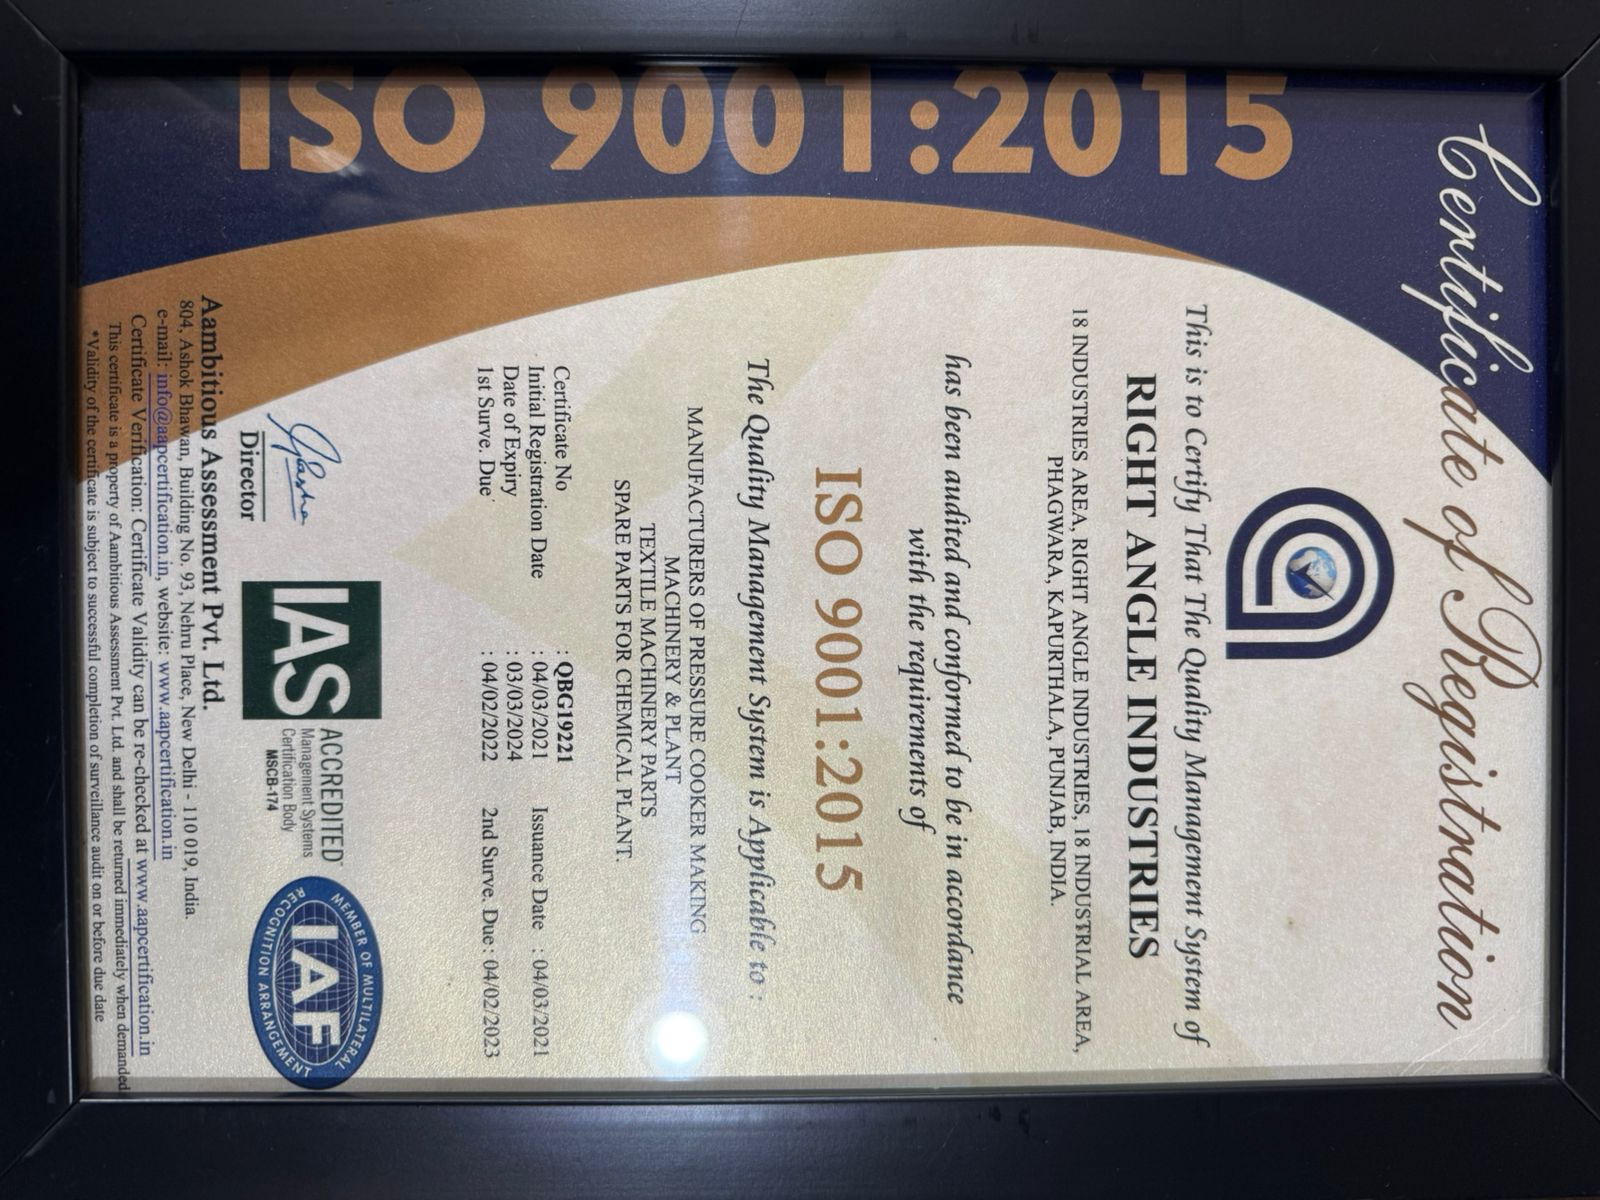 Certificate of Registration
This is to Certify That The Quality Management System of
RIGHT ANGLE INDUSTRIES
18 INDUSTRIES AREA, RIGHT ANGLE INDUSTRIES, 18 INDUSTRIAL AREA,
PHAGWARA, KAPURTHALA, PUNJAB, INDIA.
has been audited and conformed to be in accordance
with the requirements of
ISO 9001:2015
The Quality Management System is Applicable to :
MANUFACTURERS OF PRESSURE COOKER MAKING
MACHINERY & PLANT
TEXTILE MACHINERY PARTS
SPARE PARTS FOR CHEMICAL PLANT.
Certificate No : QBG19221
Initial Registration Date : 04/03/2021 Issuance Date : 04/03/2021
Date of Expiry : 03/03/2024
1st Surve. Due : 04/02/2022 2nd Surve. Due : 04/02/2023
ISO 9001:2015
Director
IAS
ACCREDITED™
Management Systems
Certification Body
MSCB-174
MEMBER OF MULTILATERAL
IAF
RECOGNITION ARRANGEMENT
Aambitious Assessment Pvt. Ltd.
804, Ashok Bhawan, Building No. 93, Nehru Place, New Delhi - 110 019, India.
e-mail: info@aapcertification.in, website: www.aapcertification.in
Certificate Verification: Certificate Validity can be re-checked at www.aapcertification.in
This certificate is a property of Aambitious Assessment Pvt. Ltd. and shall be returned immediately when demanded
*Validity of the certificate is subject to successful completion of surveillance audit on or before due date